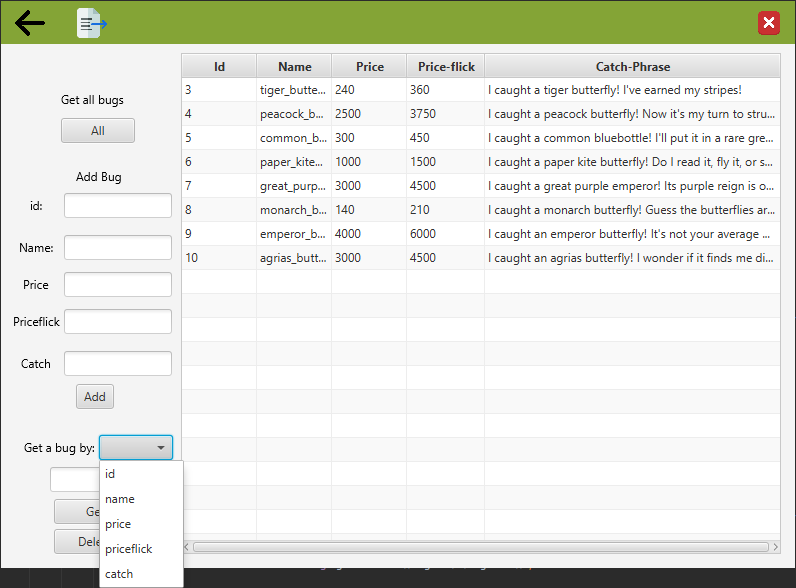 Id Name Price Price-flick Catch-Phrase
3 tiger_butte... 240 360 I caught a tiger butterfly! I've earned my stripes!
4 peacock_b... 2500 3750 I caught a peacock butterfly! Now it's my turn to stru...
5 common_b... 300 450 I caught a common bluebottle! I'll put it in a rare gre...
6 paper_kite... 1000 1500 I caught a paper kite butterfly! Do I read it, fly it, or s...
7 great_purp... 3000 4500 I caught a great purple emperor! Its purple reign is o...
8 monarch_b... 140 210 I caught a monarch butterfly! Guess the butterflies ar...
9 emperor_b... 4000 6000 I caught an emperor butterfly! It's not your average ...
10 agrias_butt... 3000 4500 I caught an agrias butterfly! I wonder if it finds me di...
Get all bugs
All
Add Bug
id:
Name:
Price
Priceflick
Catch
Add
Get a bug by:
id
name
price
priceflick
catch
Ge
Dele